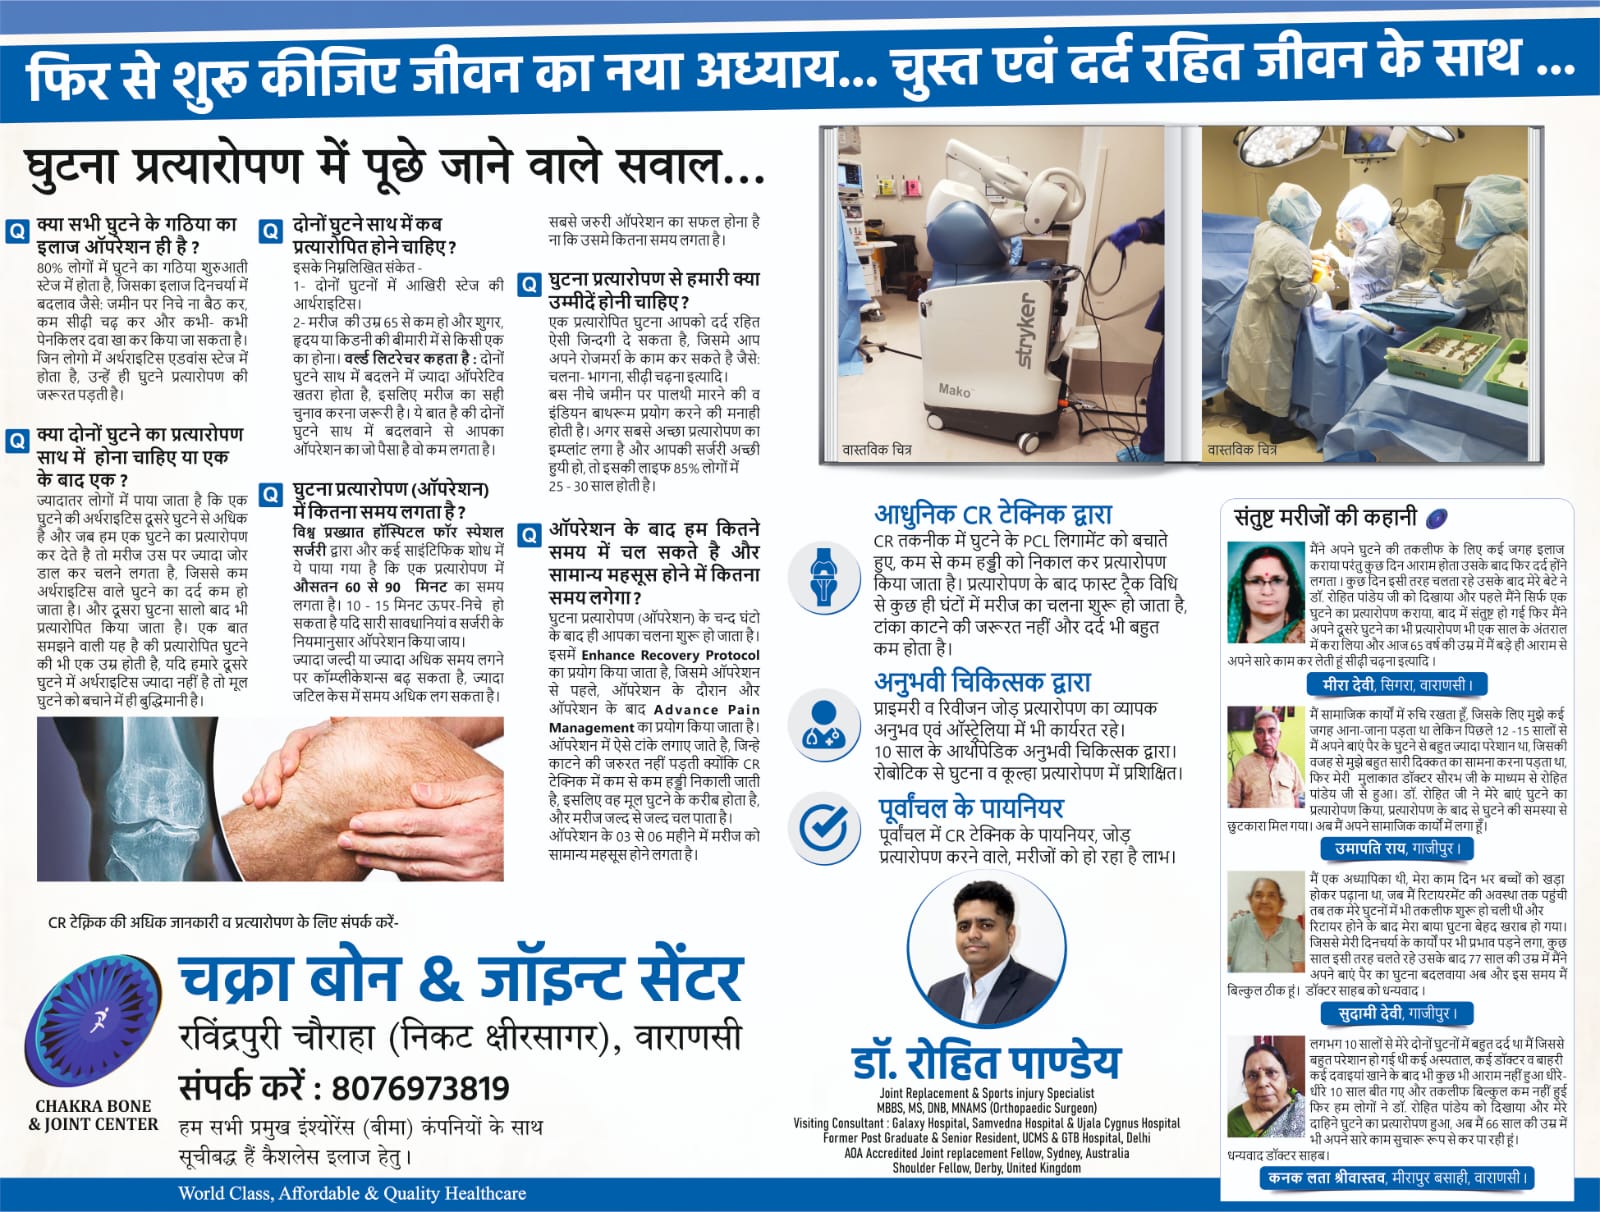 फिर से शुरू कीजिए जीवन का नया अध्याय... चुस्त एवं दर्द रहित जीवन के साथ ...
घुटना प्रत्यारोपण में पूछे जाने वाले सवाल...
Q
क्या सभी घुटने के गठिया का
इलाज ऑपरेशन ही है ?
80% लोगों में घुटने का गठिया शुरुआती
स्टेज में होता है, जिसका इलाज दिनचर्या में
बदलाव जैसे: जमीन पर निचे ना बैठ कर,
कम सीढ़ी चढ़ कर और कभी- कभी
पेनकिलर दवा खा कर किया जा सकता है।
जिन लोगो में अर्थराइटिस एडवांस स्टेज में
होता है, उन्हें ही घुटने प्रत्यारोपण की
जरूरत पड़ती है।
Q
क्या दोनों घुटने का प्रत्यारोपण
साथ में होना चाहिए या एक
के बाद एक ?
ज्यादातर लोगों में पाया जाता है कि एक
घुटने की अर्थराइटिस दूसरे घुटने से अधिक
है और जब हम एक घुटने का प्रत्यारोपण
कर देते है तो मरीज उस पर ज्यादा जोर
डाल कर चलने लगता है, जिससे कम
अर्थराइटिस वाले घुटने का दर्द कम हो
जाता है। और दूसरा घुटना सालो बाद भी
प्रत्यारोपित किया जाता है। एक बात
समझने वाली यह है की प्रत्यारोपित घुटने
की भी एक उम्र होती है, यदि हमारे दूसरे
घुटने में अर्थराइटिस ज्यादा नहीं है तो मूल
घुटने को बचाने में ही बुद्धिमानी है।
Q
दोनों घुटने साथ में कब
प्रत्यारोपित होने चाहिए ?
इसके निम्नलिखित संकेत -
1- दोनों घुटनों में आखिरी स्टेज की
आर्थराइटिस।
2- मरीज की उम्र 65 से कम हो और शुगर,
हृदय या किडनी की बीमारी में से किसी एक
का होना। वर्ल्ड लिटरेचर कहता है : दोनों
घुटने साथ में बदलने में ज्यादा ऑपरेटिव
खतरा होता है, इसलिए मरीज का सही
चुनाव करना जरूरी है। ये बात है की दोनों
घुटने साथ में बदलवाने से आपका
ऑपरेशन का जो पैसा है वो कम लगता है।
Q
घुटना प्रत्यारोपण (ऑपरेशन)
में कितना समय लगता है ?
विश्व प्रख्यात हॉस्पिटल फॉर स्पेशल
सर्जरी द्वारा और कई साइंटिफिक शोध में
ये पाया गया है कि एक प्रत्यारोपण में
औसतन 60 से 90 मिनट का समय
लगता है। 10 - 15 मिनट ऊपर-निचे हो
सकता है यदि सारी सावधानियां व सर्जरी के
नियमानुसार ऑपरेशन किया जाय।
ज्यादा जल्दी या ज्यादा अधिक समय लगने
पर कॉम्प्लीकेशन्स बढ़ सकता है, ज्यादा
जटिल केस में समय अधिक लग सकता है।
सबसे जरुरी ऑपरेशन का सफल होना है
ना कि उसमे कितना समय लगता है।
Q
घुटना प्रत्यारोपण से हमारी क्या
उम्मीदें होनी चाहिए ?
एक प्रत्यारोपित घुटना आपको दर्द रहित
ऐसी जिन्दगी दे सकता है, जिसमे आप
अपने रोजमर्रा के काम कर सकते है जैसे:
चलना- भागना, सीढ़ी चढ़ना इत्यादि।
बस नीचे जमीन पर पालथी मारने की व
इंडियन बाथरूम प्रयोग करने की मनाही
होती है। अगर सबसे अच्छा प्रत्यारोपण का
इम्प्लांट लगा है और आपकी सर्जरी अच्छी
हुयी हो, तो इसकी लाइफ 85% लोगों में
25 - 30 साल होती है।
Q
ऑपरेशन के बाद हम कितने
समय में चल सकते है और
सामान्य महसूस होने में कितना
समय लगेगा ?
घुटना प्रत्यारोपण (ऑपरेशन) के चन्द घंटो
के बाद ही आपका चलना शुरू हो जाता है।
इसमें Enhance Recovery Protocol
का प्रयोग किया जाता है, जिसमे ऑपरेशन
से पहले, ऑपरेशन के दौरान और
ऑपरेशन के बाद Advance Pain
Management का प्रयोग किया जाता है।
ऑपरेशन में ऐसे टांके लगाए जाते है, जिन्हे
काटने की जरुरत नहीं पड़ती क्योंकि CR
टेक्निक में कम से कम हड्डी निकाली जाती
है, इसलिए वह मूल घुटने के करीब होता है,
और मरीज जल्द से जल्द चल पाता है।
ऑपरेशन के 03 से 06 महीने में मरीज को
सामान्य महसूस होने लगता है।
stryker
Mako
वास्तविक चित्र
वास्तविक चित्र
आधुनिक CR टेक्निक द्वारा
CR तकनीक में घुटने के PCL लिगामेंट को बचाते
हुए, कम से कम हड्डी को निकाल कर प्रत्यारोपण
किया जाता है। प्रत्यारोपण के बाद फास्ट ट्रैक विधि
से कुछ ही घंटों में मरीज का चलना शुरू हो जाता है,
टांका काटने की जरूरत नहीं और दर्द भी बहुत
कम होता है।
अनुभवी चिकित्सक द्वारा
प्राइमरी व रिवीजन जोड़ प्रत्यारोपण का व्यापक
अनुभव एवं ऑस्ट्रेलिया में भी कार्यरत रहे।
10 साल के आर्थोपेडिक अनुभवी चिकित्सक द्वारा।
रोबोटिक से घुटना व कूल्हा प्रत्यारोपण में प्रशिक्षित।
पूर्वांचल के पायनियर
पूर्वांचल में CR टेक्निक के पायनियर, जोड़
प्रत्यारोपण करने वाले, मरीजों को हो रहा है लाभ।
डॉ. रोहित पाण्डेय
Joint Replacement & Sports injury Specialist
MBBS, MS, DNB, MNAMS (Orthopaedic Surgeon)
Visiting Consultant : Galaxy Hospital, Samvedna Hospital & Ujala Cygnus Hospital
Former Post Graduate & Senior Resident, UCMS & GTB Hospital, Delhi
AOA Accredited Joint replacement Fellow, Sydney, Australia
Shoulder Fellow, Derby, United Kingdom
संतुष्ट मरीजों की कहानी
मैंने अपने घुटने की तकलीफ के लिए कई जगह इलाज
कराया परंतु कुछ दिन आराम होता उसके बाद फिर दर्द होने
लगता । कुछ दिन इसी तरह चलता रहे उसके बाद मेरे बेटे ने
डॉ. रोहित पांडेय जी को दिखाया और पहले मैंने सिर्फ एक
घुटने का प्रत्यारोपण कराया, बाद में संतुष्ट हो गई फिर मैंने
अपने दूसरे घुटने का भी प्रत्यारोपण भी एक साल के अंतराल
में करा लिया और आज 65 वर्ष की उम्र में मैं बड़े ही आराम से
अपने सारे काम कर लेती हूं सीढ़ी चढ़ना इत्यादि ।
मीरा देवी, सिगरा, वाराणसी।
मैं सामाजिक कार्यों में रुचि रखता हूँ, जिसके लिए मुझे कई
जगह आना-जाना पड़ता था लेकिन पिछले 12 -15 सालों से
मैं अपने बाएं पैर के घुटने से बहुत ज्यादा परेशान था, जिसकी
वजह से मुझे बहुत सारी दिक्कत का सामना करना पड़ता था,
फिर मेरी मुलाकात डॉक्टर सौरभ जी के माध्यम से रोहित
पांडेय जी से हुआ। डॉ. रोहित जी ने मेरे बाएं घुटने का
प्रत्यारोपण किया, प्रत्यारोपण के बाद से घुटने की समस्या से
छुटकारा मिल गया। अब मैं अपने सामाजिक कार्यों में लगा हूँ।
उमापति राय, गाजीपुर ।
मैं एक अध्यापिका थी, मेरा काम दिन भर बच्चों को खड़ा
होकर पढ़ाना था, जब मैं रिटायरमेंट की अवस्था तक पहुंची
तब तक मेरे घुटनों में भी तकलीफ शुरू हो चली थी और
रिटायर होने के बाद मेरा बाया घुटना बेहद खराब हो गया।
जिससे मेरी दिनचर्या के कार्यों पर भी प्रभाव पड़ने लगा, कुछ
साल इसी तरह चलते रहे उसके बाद 77 साल की उम्र में मैंने
अपने बाएं पैर का घुटना बदलवाया अब और इस समय मैं
बिल्कुल ठीक हूं। डॉक्टर साहब को धन्यवाद ।
सुदामी देवी, गाजीपुर ।
लगभग 10 सालों से मेरे दोनों घुटनों में बहुत दर्द था मैं जिससे
बहुत परेशान हो गई थी कई अस्पताल, कई डॉक्टर व बाहरी
कई दवाइयां खाने के बाद भी कुछ भी आराम नहीं हुआ धीरे-
धीरे 10 साल बीत गए और तकलीफ बिल्कुल कम नहीं हुई
फिर हम लोगों ने डॉ. रोहित पांडेय को दिखाया और मेरे
दाहिने घुटने का प्रत्यारोपण हुआ, अब मैं 66 साल की उम्र में
भी अपने सारे काम सुचारू रूप से कर पा रही हूं।
धन्यवाद डॉक्टर साहब।
कनक लता श्रीवास्तव, मीरापुर बसाही, वाराणसी ।
CR टेक्निक की अधिक जानकारी व प्रत्यारोपण के लिए संपर्क करें-
CHAKRA BONE
& JOINT CENTER
चक्रा बोन & जॉइन्ट सेंटर
रविंद्रपुरी चौराहा (निकट क्षीरसागर), वाराणसी
संपर्क करें : 8076973819
हम सभी प्रमुख इंश्योरेंस (बीमा) कंपनियों के साथ
सूचीबद्ध हैं कैशलेस इलाज हेतु।
World Class, Affordable & Quality Healthcare